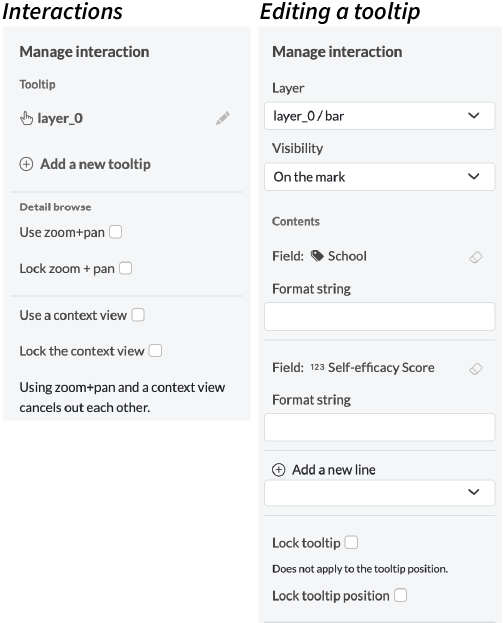 Interactions
Manage interaction
Tooltip
layer_0
Add a new tooltip
Detail browse
Use zoom+pan
Lock zoom + pan
Use a context view
Lock the context view
Using zoom+pan and a context view
cancels out each other.
Editing a tooltip
Manage interaction
Layer
layer_0 / bar
Visibility
On the mark
Contents
Field: School
Format string
Field: 123 Self-efficacy Score
Format string
Add a new line
Lock tooltip
Does not apply to the tooltip position.
Lock tooltip position